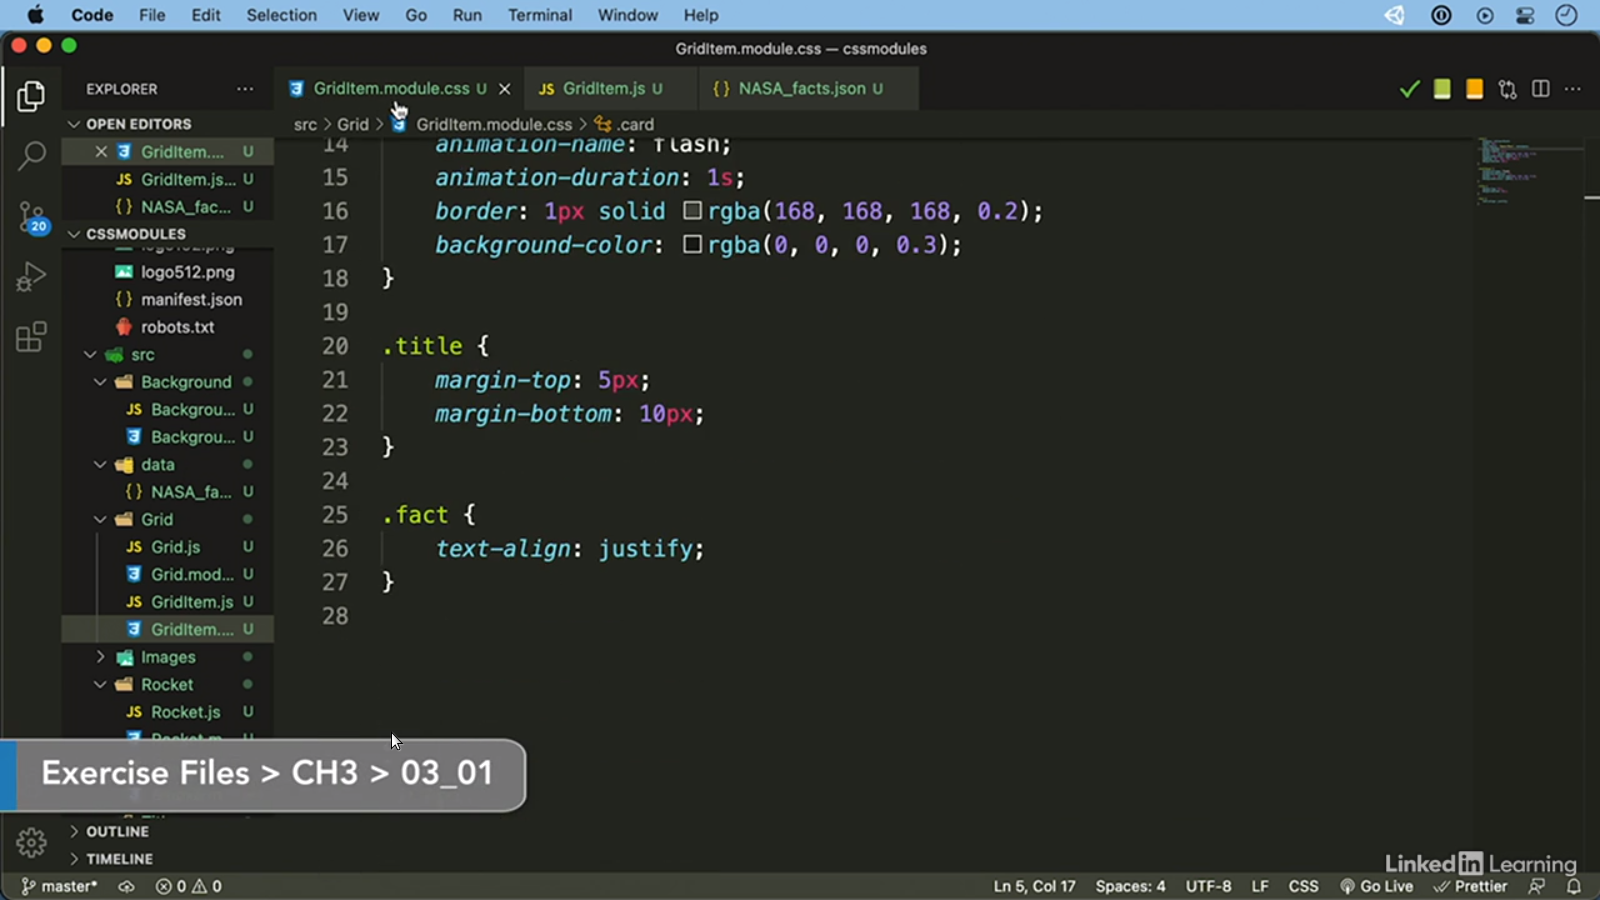 Code File Edit Selection View Go Run Terminal Window Help
GridItem.module.css — cssmodules
EXPLORER ···
GridItem.module.css U
JS GridItem.js U
{} NASA_facts.json U
src > Grid > GridItem.module.css > .card
OPEN EDITORS
GridItem.... U
JS GridItem.js... U
{} NASA_fac... U
20
CSSMODULES
logo192.png
logo512.png
{} manifest.json
robots.txt
src
Background
JS Backgrou... U
Backgrou... U
data
{} NASA_fa... U
Grid
JS Grid.js U
Grid.mod... U
JS GridItem.js U
GridItem.... U
Images
Rocket
JS Rocket.js U
OUTLINE
TIMELINE
14 animation-name: flash;
15 animation-duration: 1s;
16 border: 1px solid rgba(168, 168, 168, 0.2);
17 background-color: rgba(0, 0, 0, 0.3);
18 }
19
20 .title {
21 margin-top: 5px;
22 margin-bottom: 10px;
23 }
24
25 .fact {
26 text-align: justify;
27 }
28
Exercise Files > CH3 > 03_01
LinkedIn Learning
master* 0 0
Ln 5, Col 17 Spaces: 4 UTF-8 LF CSS Go Live Prettier